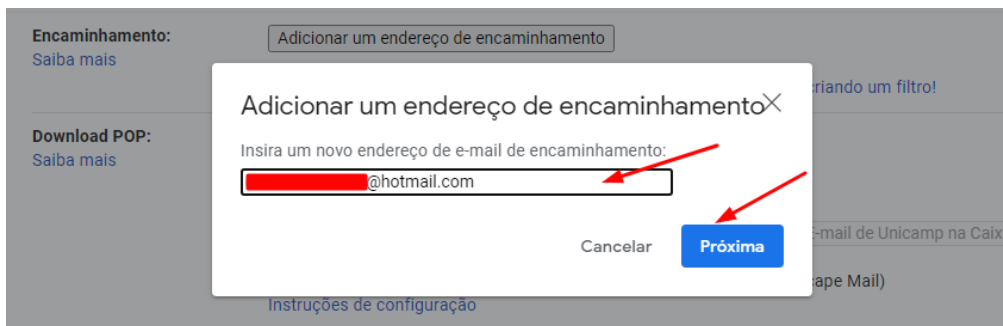 Encaminhamento:
Adicionar um endereço de encaminhamento
Saiba mais
criando um filtro!
Adicionar um endereço de encaminhamento
Insira um novo endereço de e-mail de encaminhamento:
@hotmail.com
Cancelar
Próxima
Download POP:
Saiba mais
E-mail de Unicamp na Caix
cape Mail)
Instruções de configuração